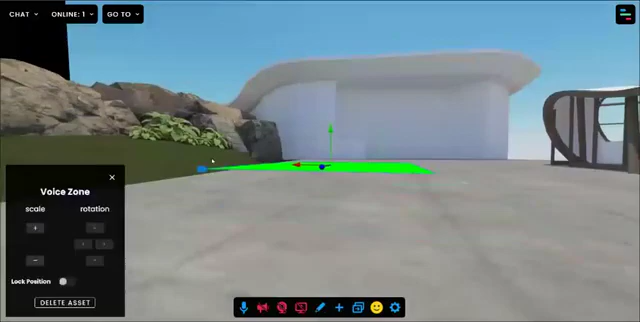 CHAT ONLINE: 1 GO TO
Voice Zone
scale rotation
Lock Position
DELETE ASSET